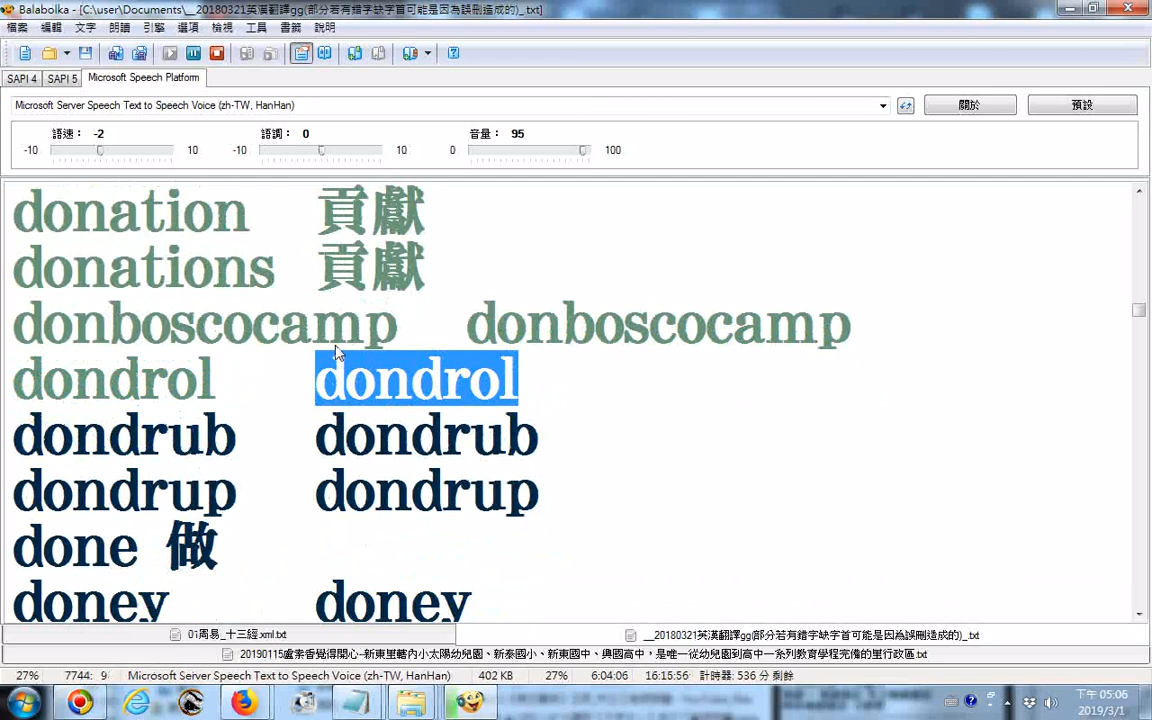 Balabolka - [C:\user\Documents\__20180321英漢翻譯gg(部分若有錯字缺字首可能是因為誤刪造成的)_.txt]
檔案 編輯 文字 朗讀 引擎 選項 檢視 工具 書籤 說明
SAPI 4 SAPI 5 Microsoft Speech Platform
Microsoft Server Speech Text to Speech Voice (zh-TW, HanHan) 關於 預設
語速： -2 語調： 0 音量： 95
-10 10 -10 10 0 100
donation 貢獻
donations 貢獻
donboscocamp donboscocamp
dondrol dondrol
dondrub dondrub
dondrup dondrup
done 做
doney doney
01周易_十三經.xml.txt __20180321英漢翻譯gg(部分若有錯字缺字首可能是因為誤刪造成的)_.txt
20190115盧素香覺得開心--新東里轄內小太陽幼兒園、新泰國小、新東國中、興國高中，是唯一從幼兒園到高中一系列教育學程完備的里行政區.txt
27% 7744: 9 Microsoft Server Speech Text to Speech Voice (zh-TW, HanHan) 402 KB 27% 6:04:06 16:15:56 計時器: 536 分 剩餘
下午 05:06
2019/3/1